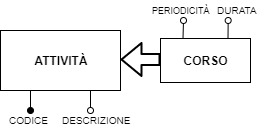 PERIODICITÀ DURATA
ATTIVITÀ
CORSO
CODICE DESCRIZIONE